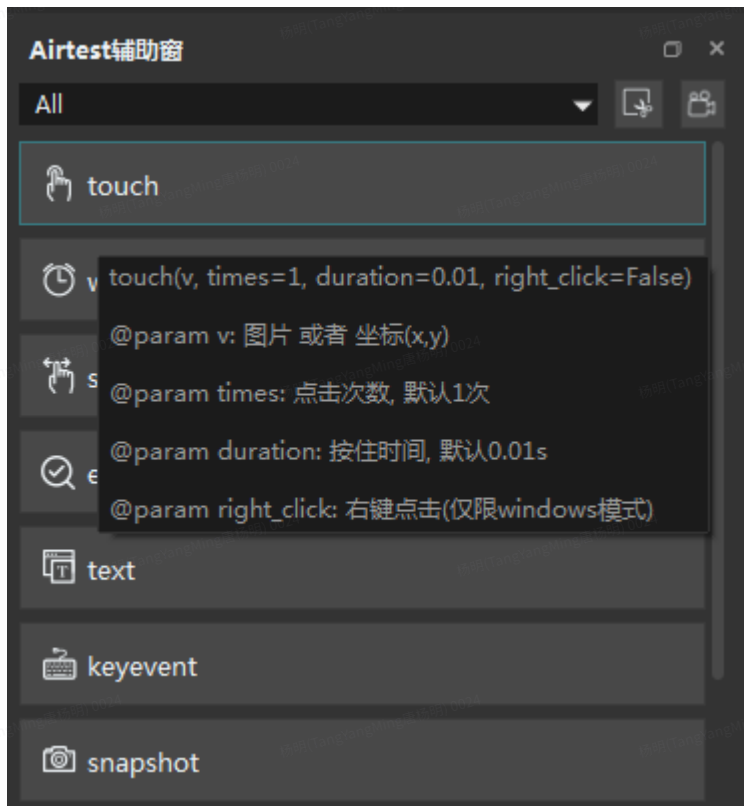 Airtest辅助窗
All
touch
touch(v, times=1, duration=0.01, right_click=False)
@param v: 图片 或者 坐标(x,y)
@param times: 点击次数, 默认1次
@param duration: 按住时间, 默认0.01s
@param right_click: 右键点击(仅限windows模式)
text
keyevent
snapshot